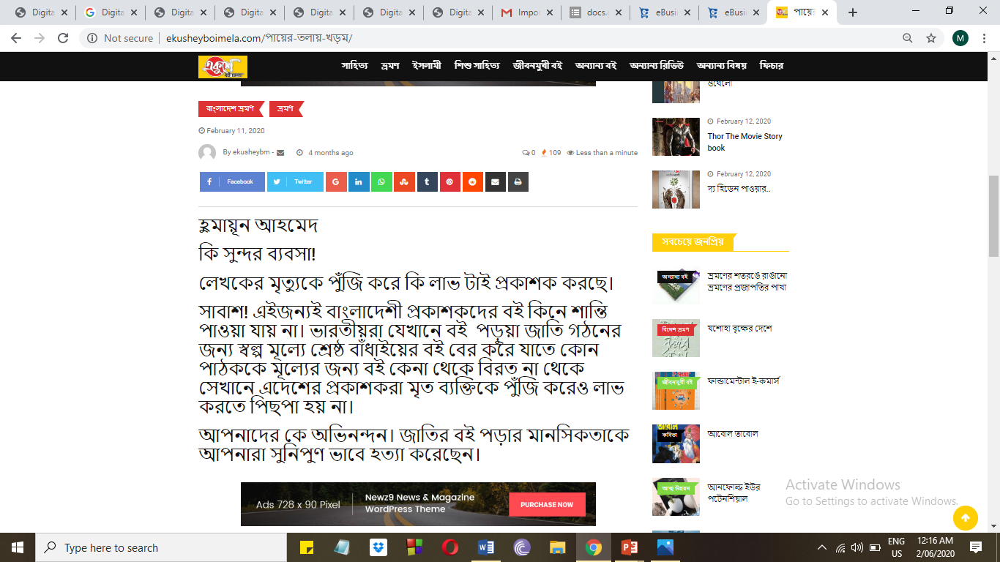 Digita
Digita
Digita
Digita
Digita
Digita
Digita
Impo
docs.
eBusi
eBusi
পায়ের
Not secure | ekusheyboimela.com/পায়ের-তলায়-খড়ম/
M
একুশে
সাহিত্য ভ্রমণ ইসলামী শিশু সাহিত্য জীবনমুখী বই অন্যান্য বই অন্যান্য রিভিউ অন্যান্য বিষয় ফিচার
বাংলাদেশ ভ্রমণ ভ্রমণ
February 11, 2020
By ekusheybm - 4 months ago 0 109 Less than a minute
Facebook Twitter
হুমায়ূন আহমেদ
কি সুন্দর ব্যবসা!
লেখকের মৃত্যুকে পুঁজি করে কি লাভ টাই প্রকাশক করছে।
সাবাশ! এইজন্যই বাংলাদেশী প্রকাশকদের বই কিনে শান্তি
পাওয়া যায় না। ভারতীয়রা যেখানে বই পড়ুয়া জাতি গঠনের
জন্য স্বল্প মূল্যে শ্রেষ্ঠ বাঁধাইয়ের বই বের করে যাতে কোন
পাঠককে মূল্যের জন্য বই কেনা থেকে বিরত না থেকে
সেখানে এদেশের প্রকাশকরা মৃত ব্যক্তিকে পুঁজি করেও লাভ
করতে পিছপা হয় না।
আপনাদের কে অভিনন্দন। জাতির বই পড়ার মানসিকতাকে
আপনারা সুনিপুণ ভাবে হত্যা করেছেন।
Ads 728 x 90 Pixel
Newz9 News & Magazine
WordPress Theme
PURCHASE NOW
ওথেলো
February 12, 2020
Thor The Movie Story
book
February 12, 2020
দ্য হিডেন পাওয়ার..
সবচেয়ে জনপ্রিয়
অন্যান্য বই
ভ্রমণের শতরঙে রাঙানো
ভ্রমণের প্রজাপতির পাখা
বিদেশ ভ্রমণ
যশোহা বৃক্ষের দেশে
জীবনমুখী বই
ফান্ডামেন্টাল ই-কমার্স
কবিতা
আবোল তাবোল
আত্ম উন্নয়ন
আনফোল্ড ইউর
পটেনশিয়াল
Activate Windows
Go to Settings to activate Windows.
Type here to search
ENG
US
12:16 AM
2/06/2020